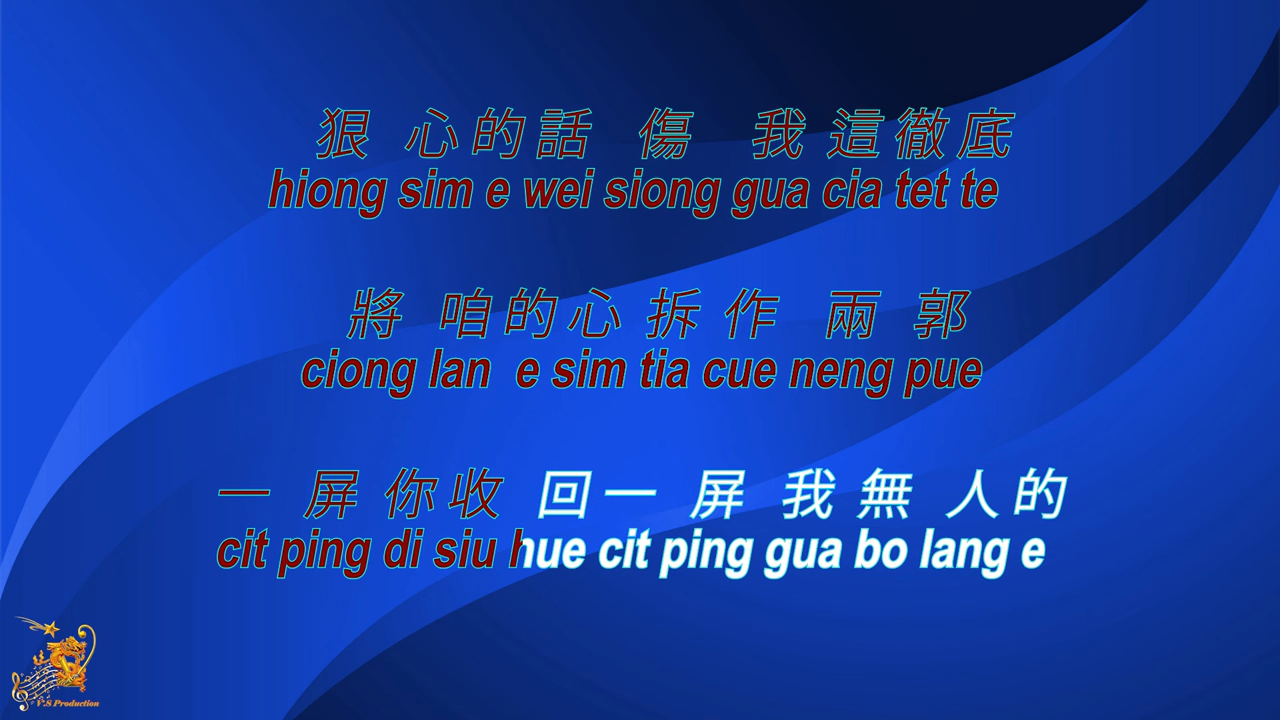 狠 心的話 傷 我 這徹底
hiong sim e wei siong gua cia tet te
將 咱的心 拆 作 兩 郭
ciong lan e sim tia cue neng pue
一 屏 你收 回一 屏 我 無 人的
cit ping di siu hue cit ping gua bo lang e
V.S Production